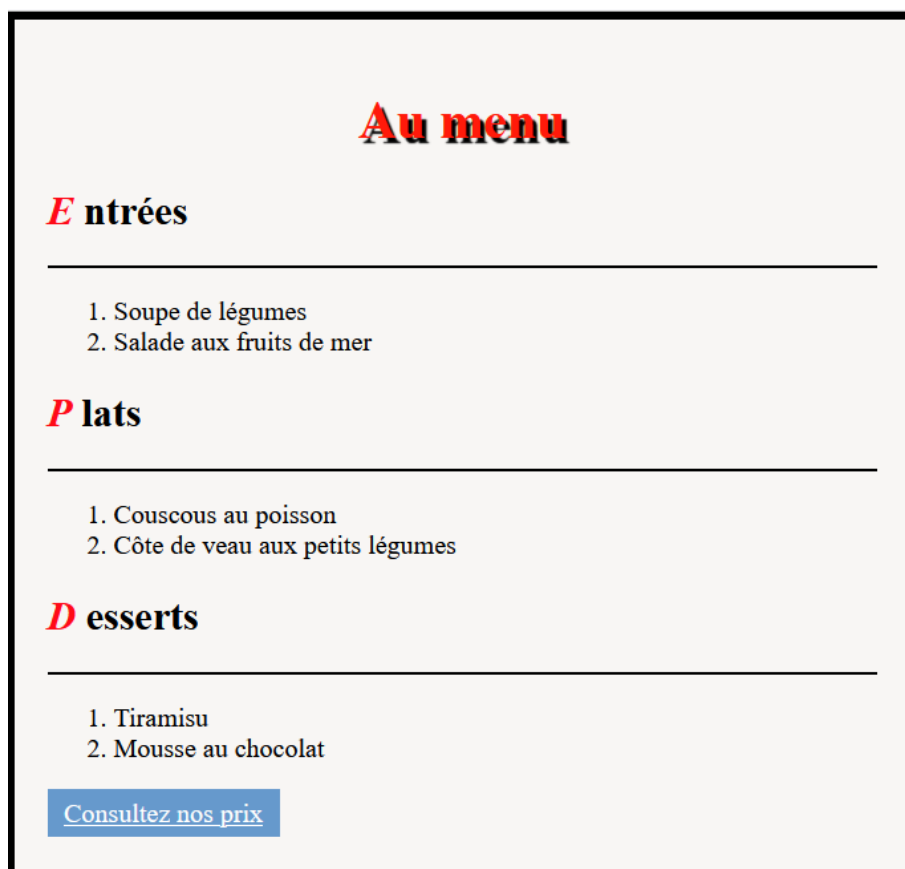 Au menu
E ntrées
1. Soupe de légumes
2. Salade aux fruits de mer
P lats
1. Couscous au poisson
2. Côte de veau aux petits légumes
D esserts
1. Tiramisu
2. Mousse au chocolat
Consultez nos prix